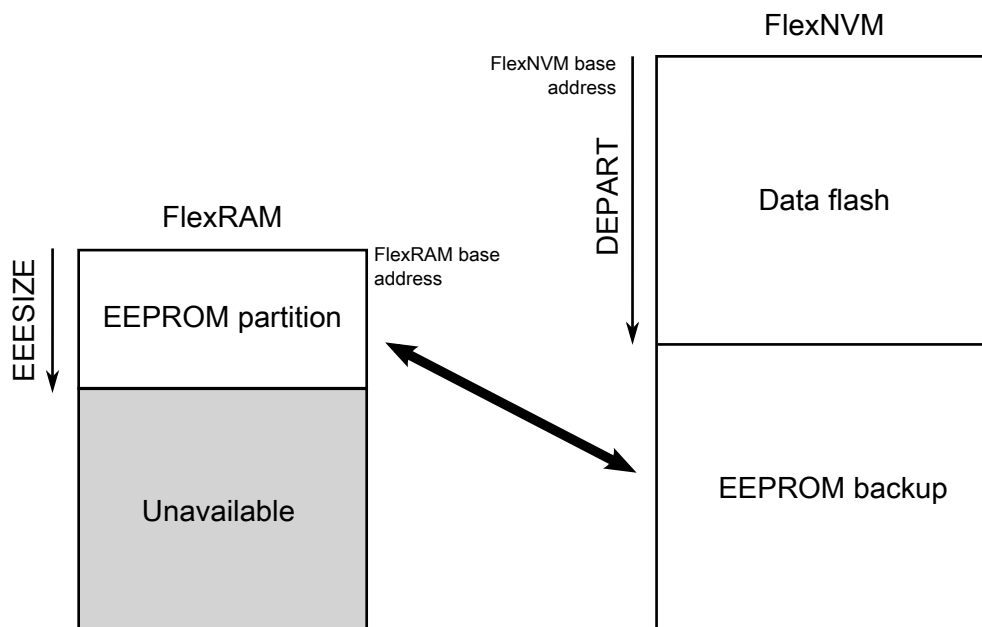 FlexNVM
FlexNVM base
address
DEPART
Data flash
FlexRAM
FlexRAM base
address
EEESIZE
EEPROM partition
Unavailable
EEPROM backup